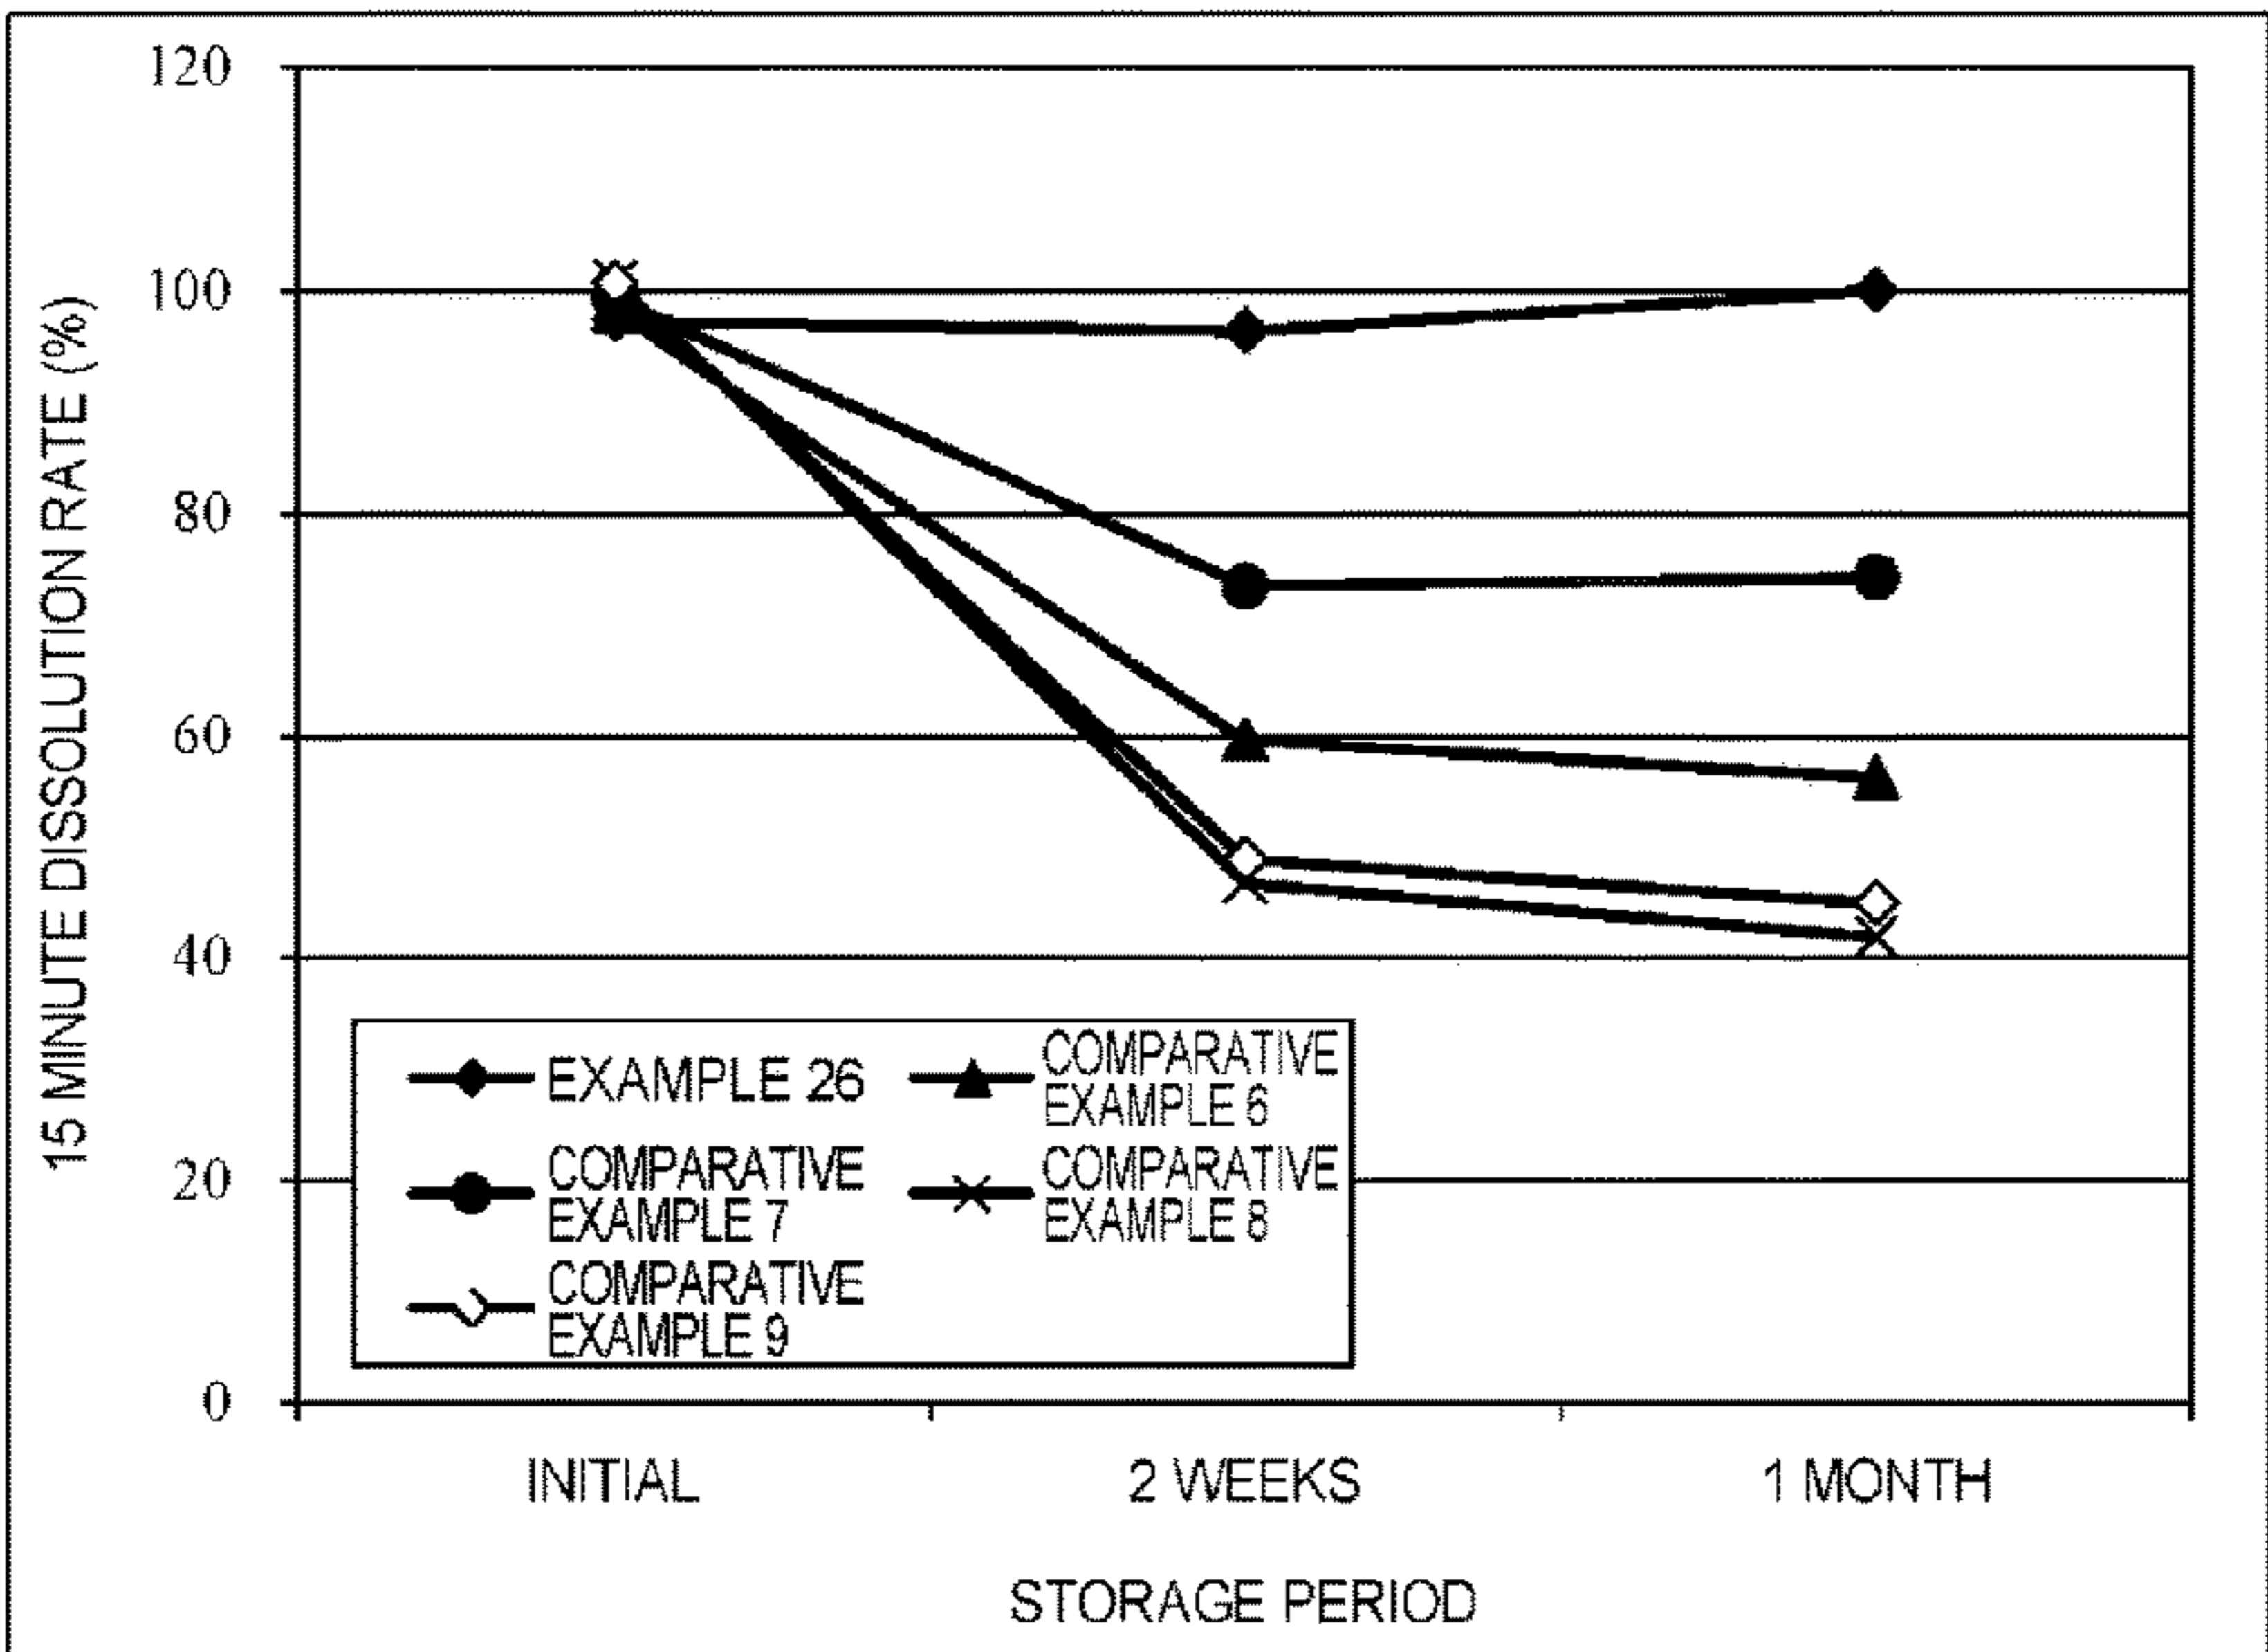 120
100
80
60
40
20
0
15 MINUTE DISSOLUTION RATE (%)
EXAMPLE 26
COMPARATIVE
EXAMPLE 6
COMPARATIVE
EXAMPLE 7
COMPARATIVE
EXAMPLE 8
COMPARATIVE
EXAMPLE 9
INITIAL
2 WEEKS
1 MONTH
STORAGE PERIOD